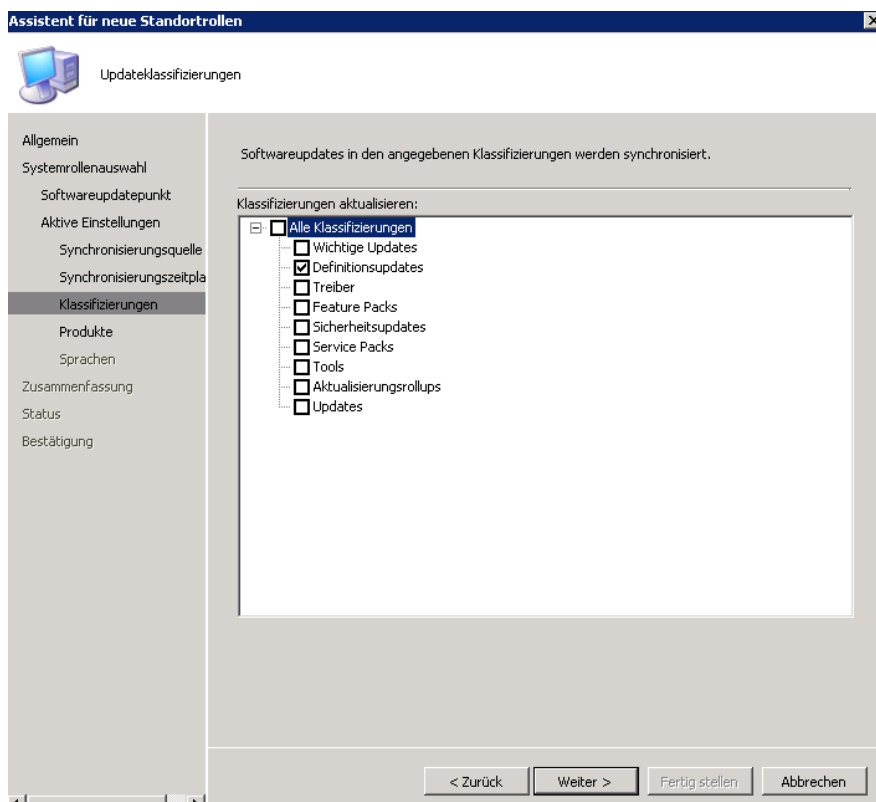 Assistent für neue Standortrollen
Updateklassifizierungen
Allgemein
Systemrollenauswahl
Softwareupdatepunkt
Aktive Einstellungen
Synchronisierungsquelle
Synchronisierungszeitpla
Klassifizierungen
Produkte
Sprachen
Zusammenfassung
Status
Bestätigung
Softwareupdates in den angegebenen Klassifizierungen werden synchronisiert.
Klassifizierungen aktualisieren:
Alle Klassifizierungen
Wichtige Updates
Definitionsupdates
Treiber
Feature Packs
Sicherheitsupdates
Service Packs
Tools
Aktualisierungsrollups
Updates
< Zurück
Weiter >
Fertig stellen
Abbrechen